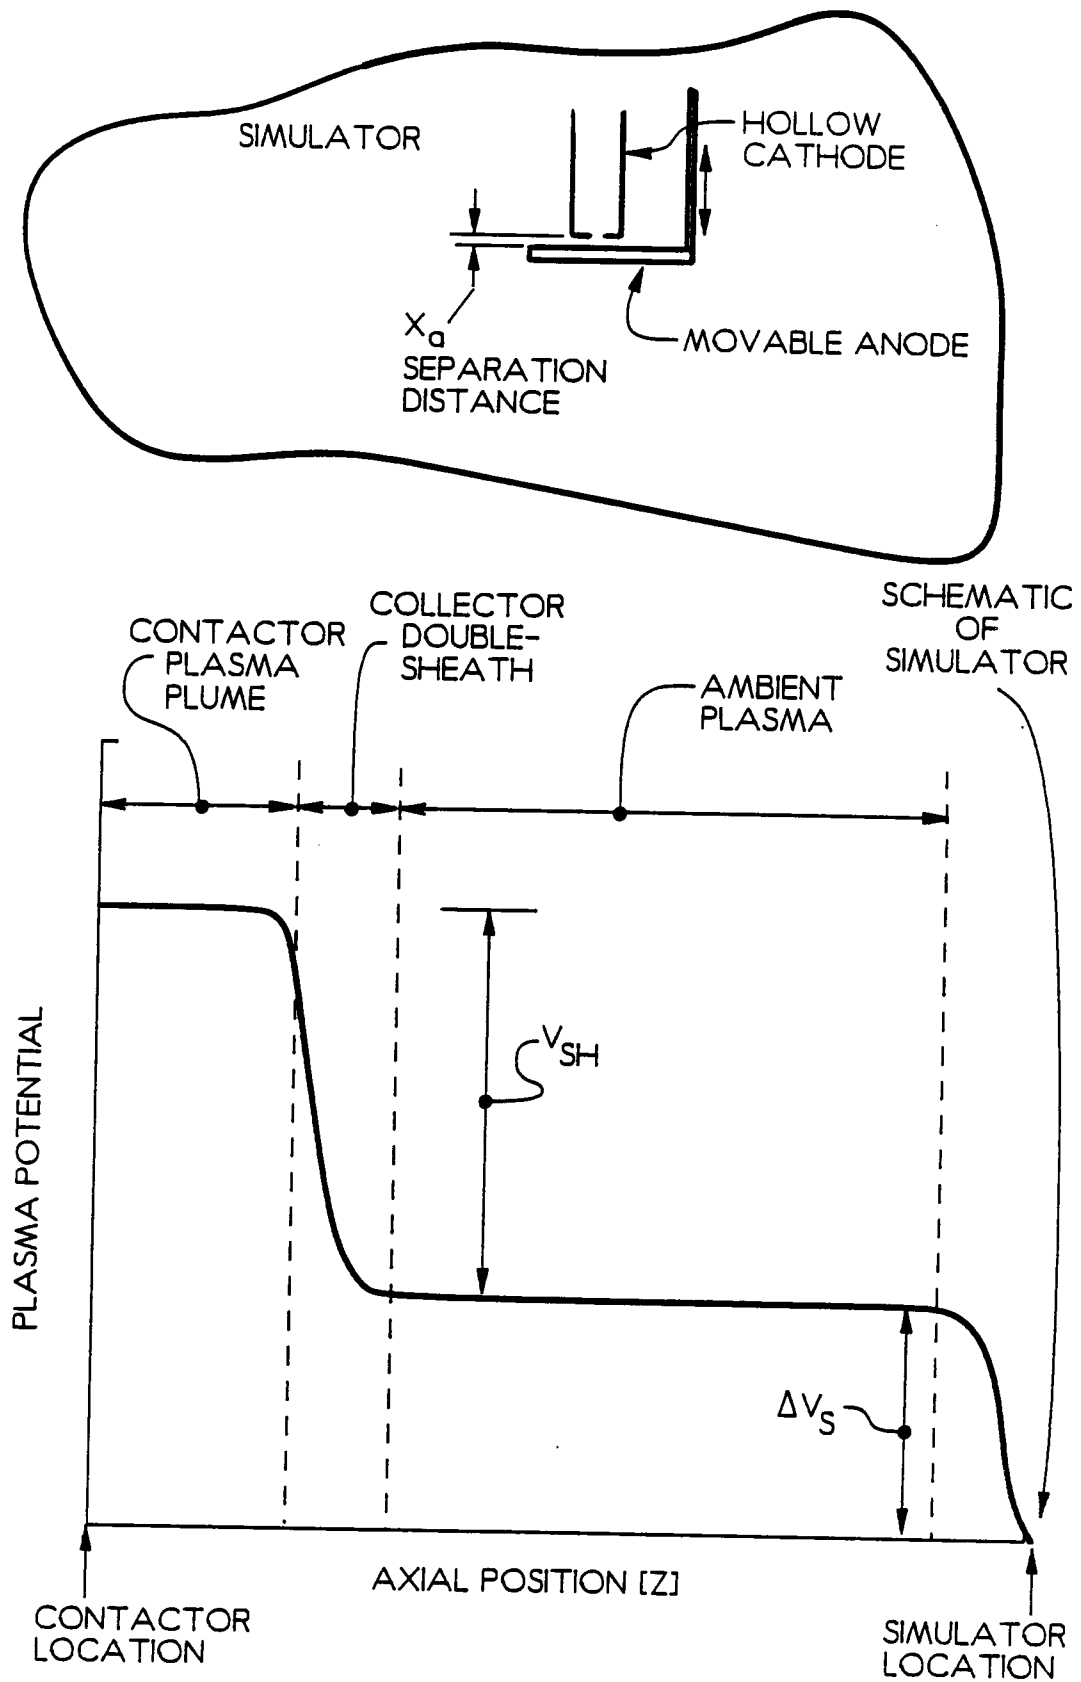 SIMULATOR
HOLLOW
CATHODE
Xa
SEPARATION
DISTANCE
MOVABLE ANODE
SCHEMATIC
OF
SIMULATOR
CONTACTOR
PLASMA
PLUME
COLLECTOR
DOUBLE-
SHEATH
AMBIENT
PLASMA
PLASMA POTENTIAL
VSH
ΔVS
AXIAL POSITION [Z]
CONTACTOR
LOCATION
SIMULATOR
LOCATION